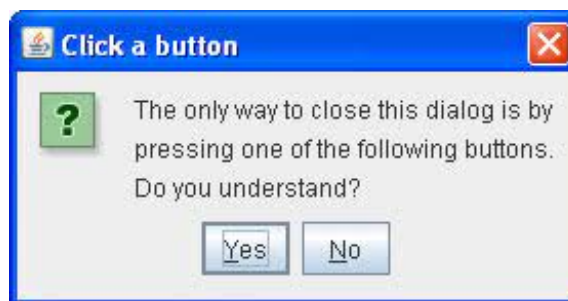 Click a button
?
The only way to close this dialog is by
pressing one of the following buttons.
Do you understand?
Yes No